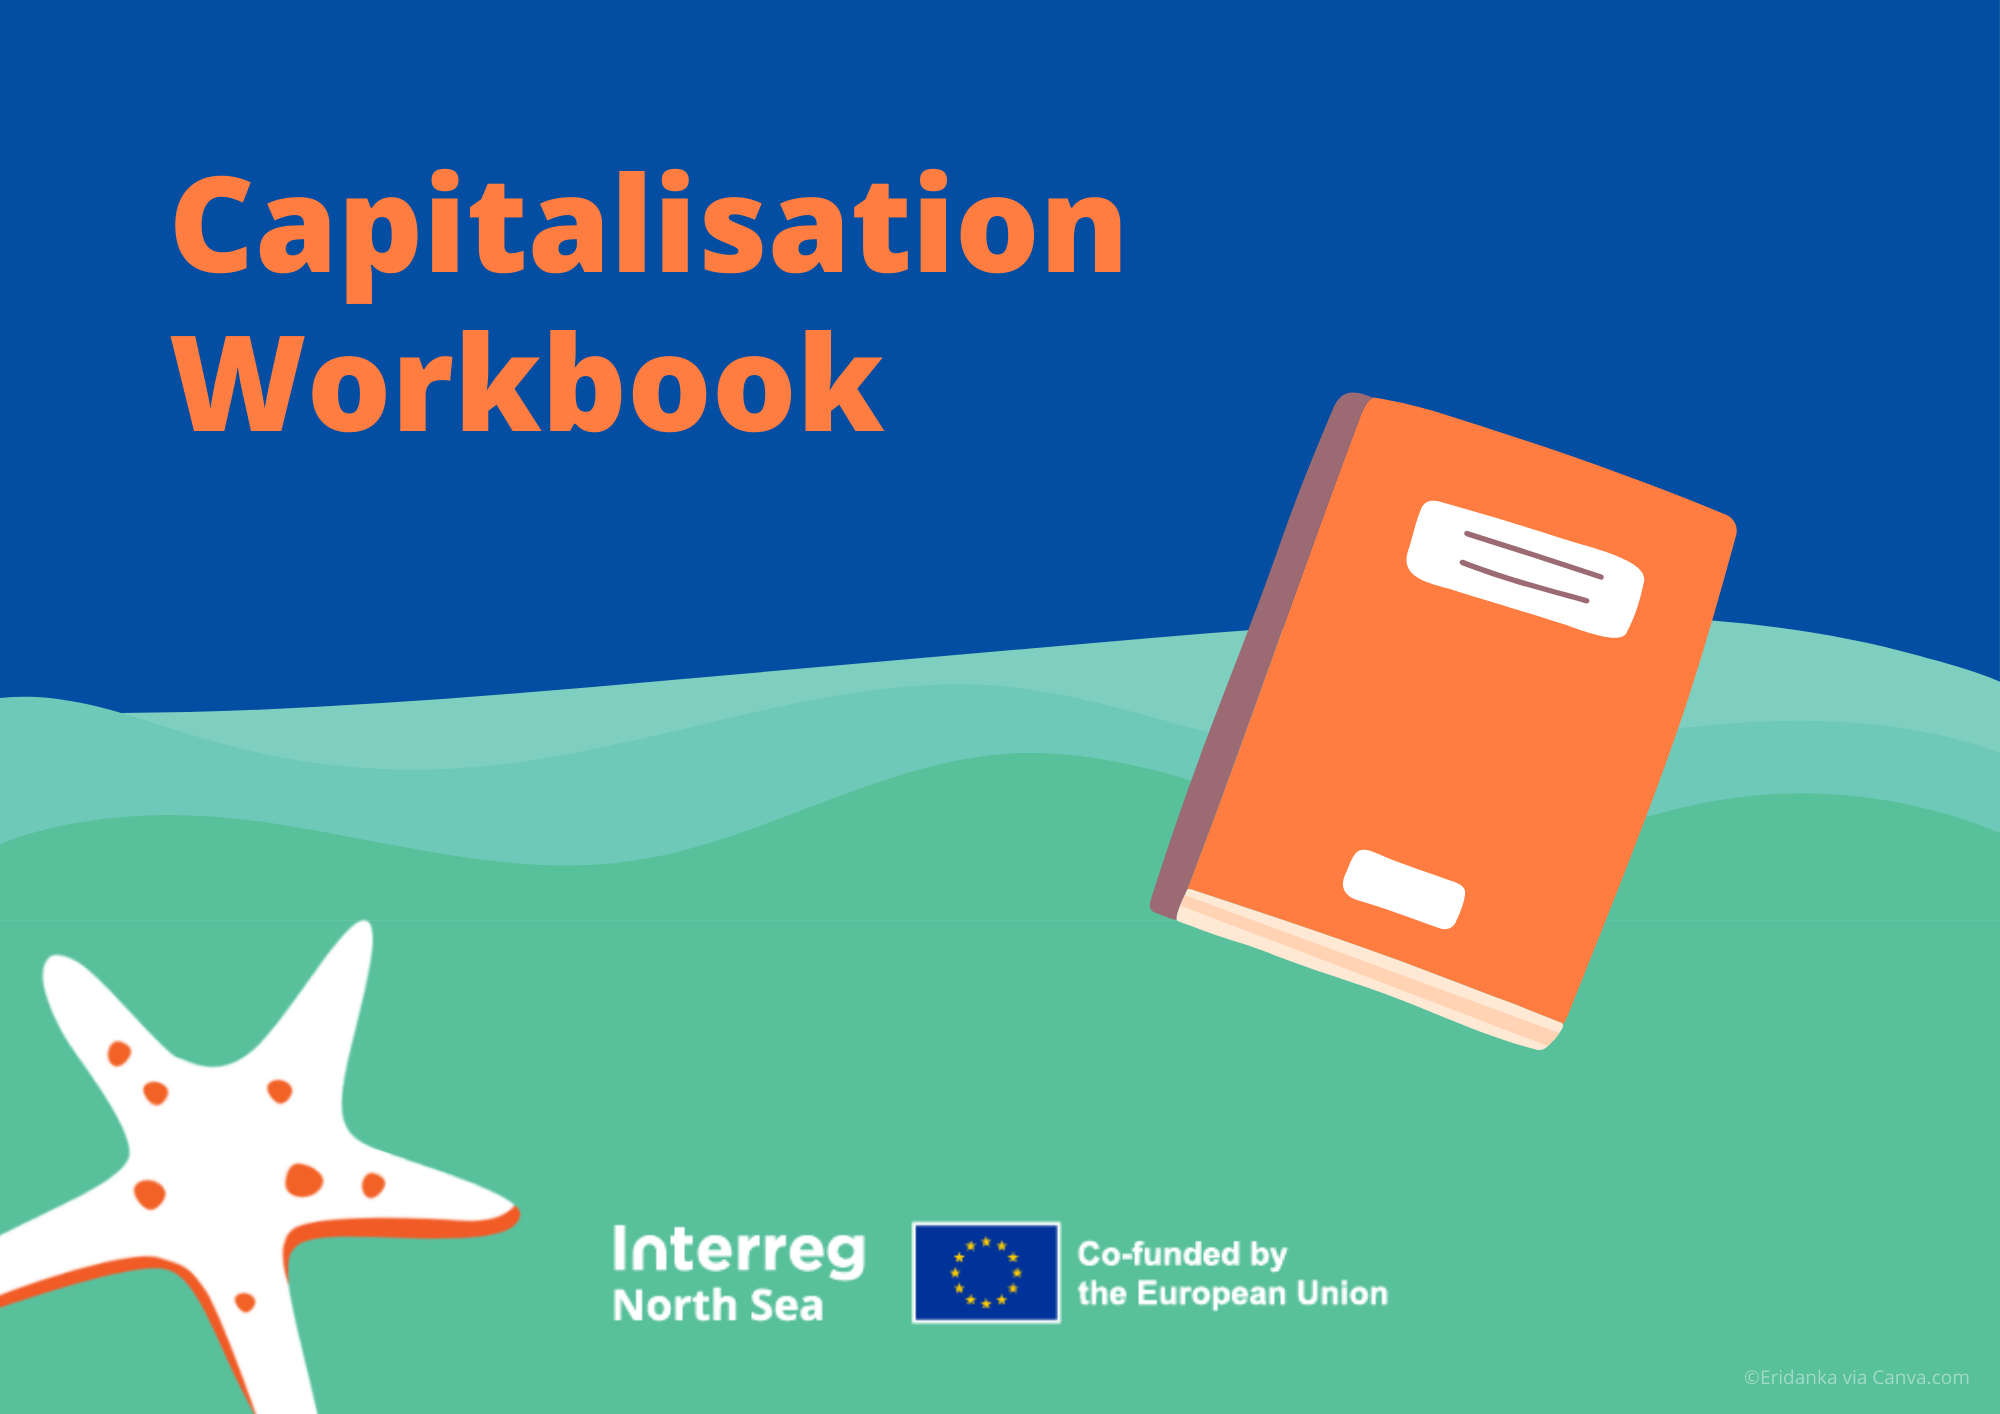 Capitalisation
Workbook
Interreg
North Sea
Co-funded by
the European Union
©Eridanka via Canva.com